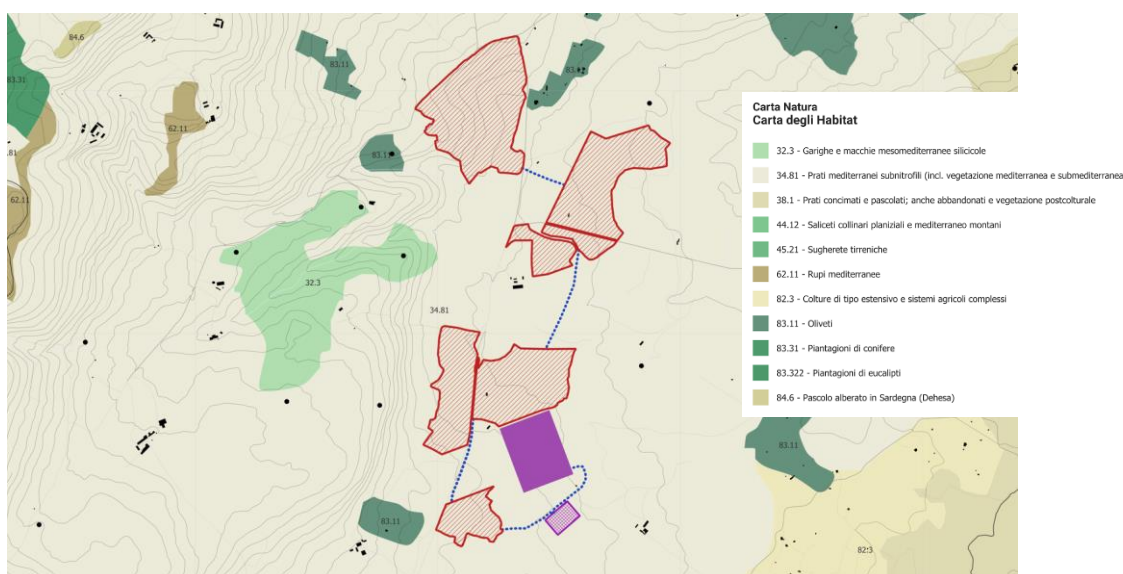 84.6
83.11
83.11
83.31
62.11
.81
83.11
62.11
32.3
34.81
83.11
83.11
82.3
Carta Natura
Carta degli Habitat
32.3 - Garighe e macchie mesomediterranee silicicole
34.81 - Prati mediterranei subnitrofili (incl. vegetazione mediterranea e submediterranea
38.1 - Prati concimati e pascolati; anche abbandonati e vegetazione postcolturale
44.12 - Saliceti collinari planiziali e mediterraneo montani
45.21 - Sugherete tirreniche
62.11 - Rupi mediterranee
82.3 - Colture di tipo estensivo e sistemi agricoli complessi
83.11 - Oliveti
83.31 - Piantagioni di conifere
83.322 - Piantagioni di eucalipti
84.6 - Pascolo alberato in Sardegna (Dehesa)